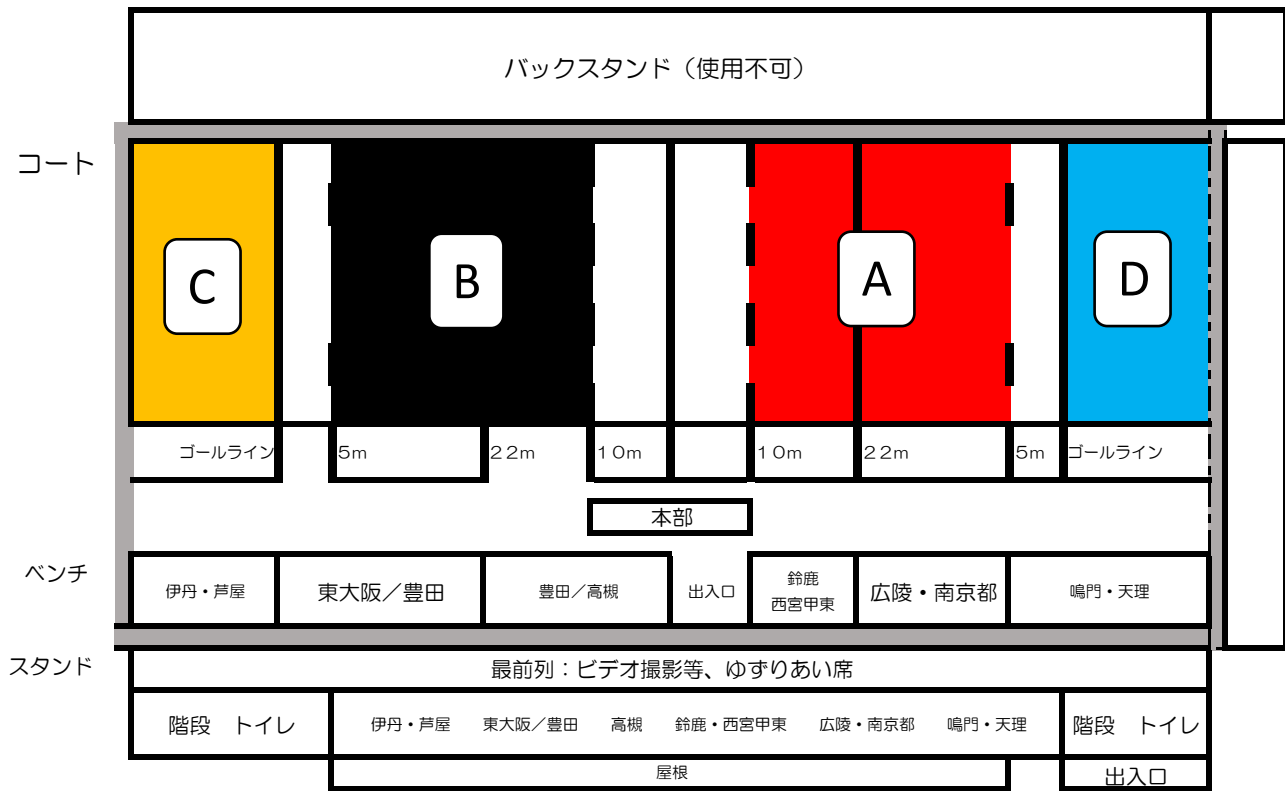 バックスタンド（使用不可）
コート
C
B
A
D
ゴールライン
５m
２２m
１０m
１０m
２２m
５m
ゴールライン
本部
ベンチ
伊丹・芦屋
東大阪／豊田
豊田／高槻
出入口
鈴鹿
西宮甲東
広陵・南京都
鳴門・天理
スタンド
最前列：ビデオ撮影等、ゆずりあい席
階段　トイレ
伊丹・芦屋　東大阪／豊田　高槻　鈴鹿・西宮甲東　広陵・南京都　鳴門・天理
階段　トイレ
屋根
出入口